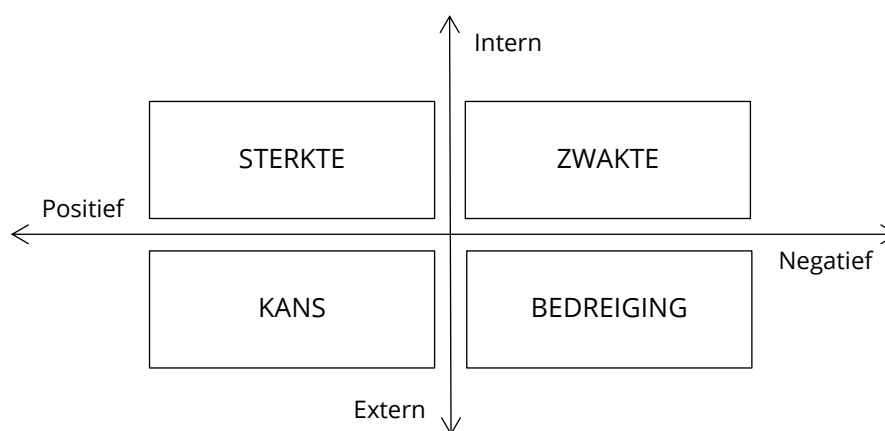 Intern
STERKTE
ZWAKTE
Positief
Negatief
KANS
BEDREIGING
Extern